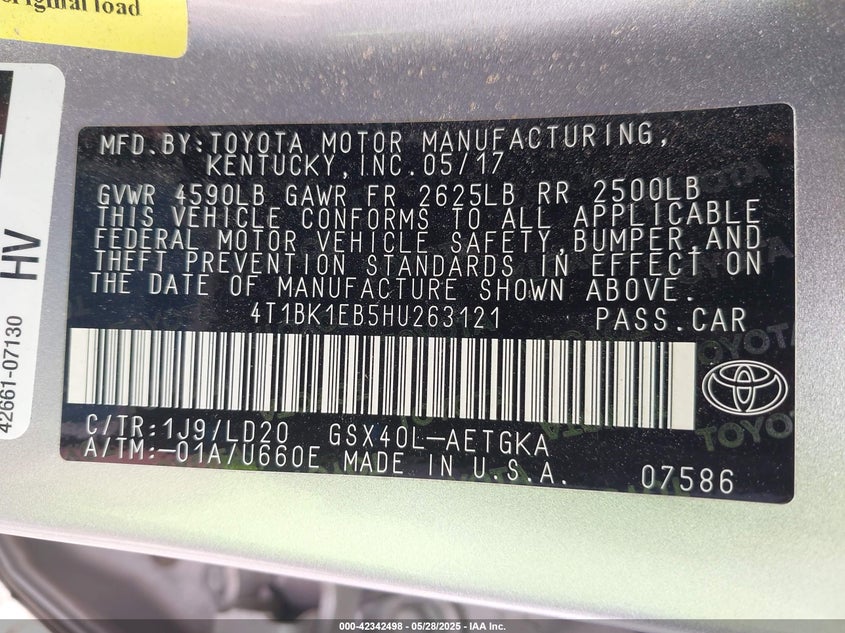 original load
HV
42661-07130
MFD.BY:TOYOTA MOTOR MANUFACTURING,
KENTUCKY,INC.05/17
GVWR 4590LB GAWR FR 2625LB RR 2500LB
THIS VEHICLE CONFORMS TO ALL APPLICABLE
FEDERAL MOTOR VEHICLE SAFETY,BUMPER,AND
THEFT PREVENTION STANDARDS IN EFFECT ON
THE DATE OF MANUFACTURE SHOWN ABOVE.
4T1BK1EB5HU263121 PASS.CAR
C/TR:1J9/LD20 GSX40L-AETGKA
A/TM:-01A/U660E MADE IN U.S.A. 07586
TOYOTA
000-42342498 - 05/28/2025 - IAA Inc.